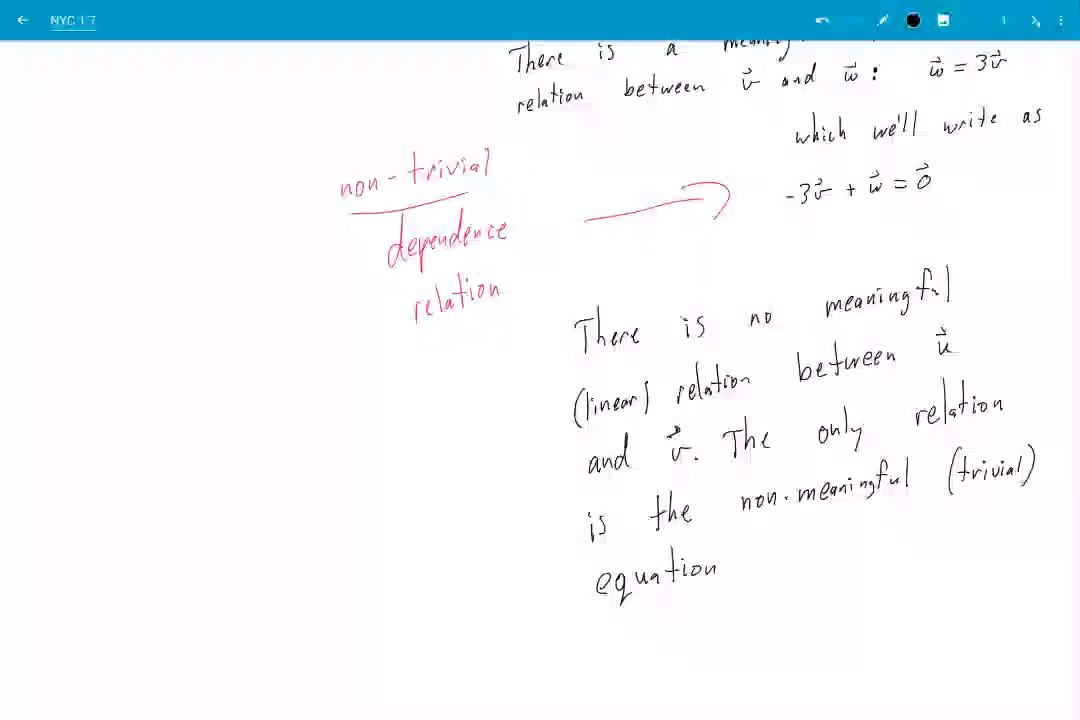 NYC 1 7
There is a
relation between v⃗ and w⃗ : w⃗ = 3v⃗
which we'll write as
-3v⃗ + w⃗ = 0⃗
non-trivial
dependence
relation
There is no meaningful
(linear) relation between u⃗
and v⃗. The only relation
is the non-meaningful (trivial)
equation